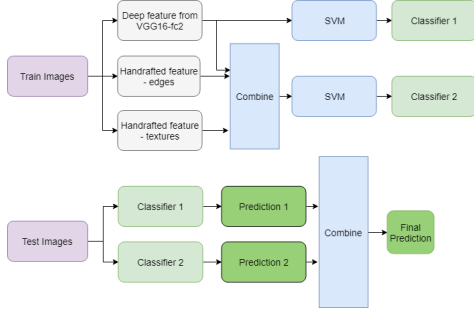 Deep feature from
VGG16-fc2
SVM
Classifier 1
Train Images
Handrafted feature
- edges
Combine
SVM
Classifier 2
Handrafted feature
- textures
Classifier 1
Prediction 1
Test Images
Combine
Final
Prediction
Classifier 2
Prediction 2